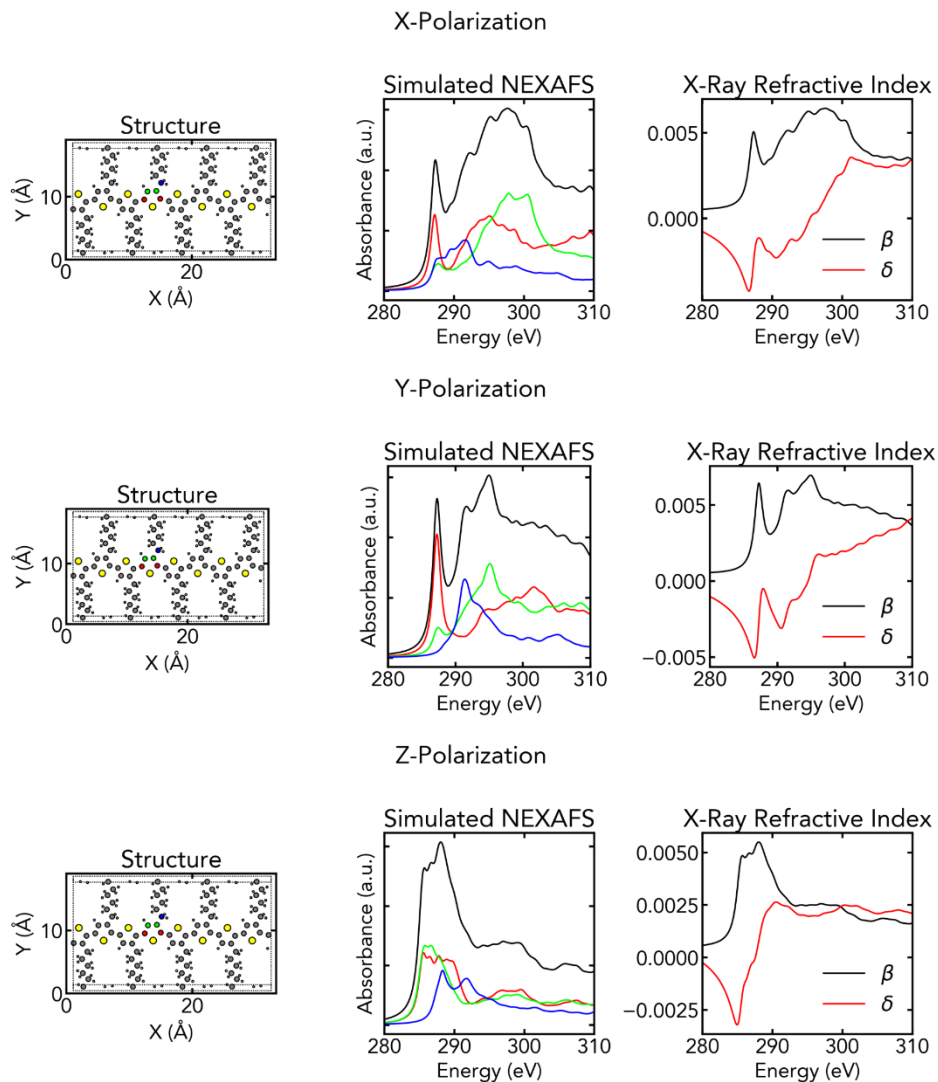 X-Polarization
Structure
Simulated NEXAFS
X-Ray Refractive Index
Y (Å)
10
0
0
20
X (Å)
Absorbance (a.u.)
280
290
300
310
Energy (eV)
0.005
0.000
β
δ
280
290
300
310
Energy (eV)
Y-Polarization
Structure
Simulated NEXAFS
X-Ray Refractive Index
Y (Å)
10
0
0
20
X (Å)
Absorbance (a.u.)
280
290
300
310
Energy (eV)
0.005
0.000
−0.005
β
δ
280
290
300
310
Energy (eV)
Z-Polarization
Structure
Simulated NEXAFS
X-Ray Refractive Index
Y (Å)
10
0
0
20
X (Å)
Absorbance (a.u.)
280
290
300
310
Energy (eV)
0.0050
0.0025
0.0000
−0.0025
β
δ
280
290
300
310
Energy (eV)